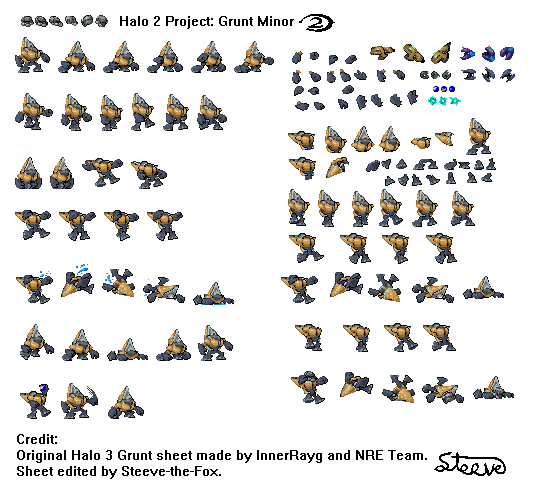 Halo 2 Project: Grunt Minor 2
Credit:
Original Halo 3 Grunt sheet made by InnerRayg and NRE Team.
Sheet edited by Steeve-the-Fox.
Steeve